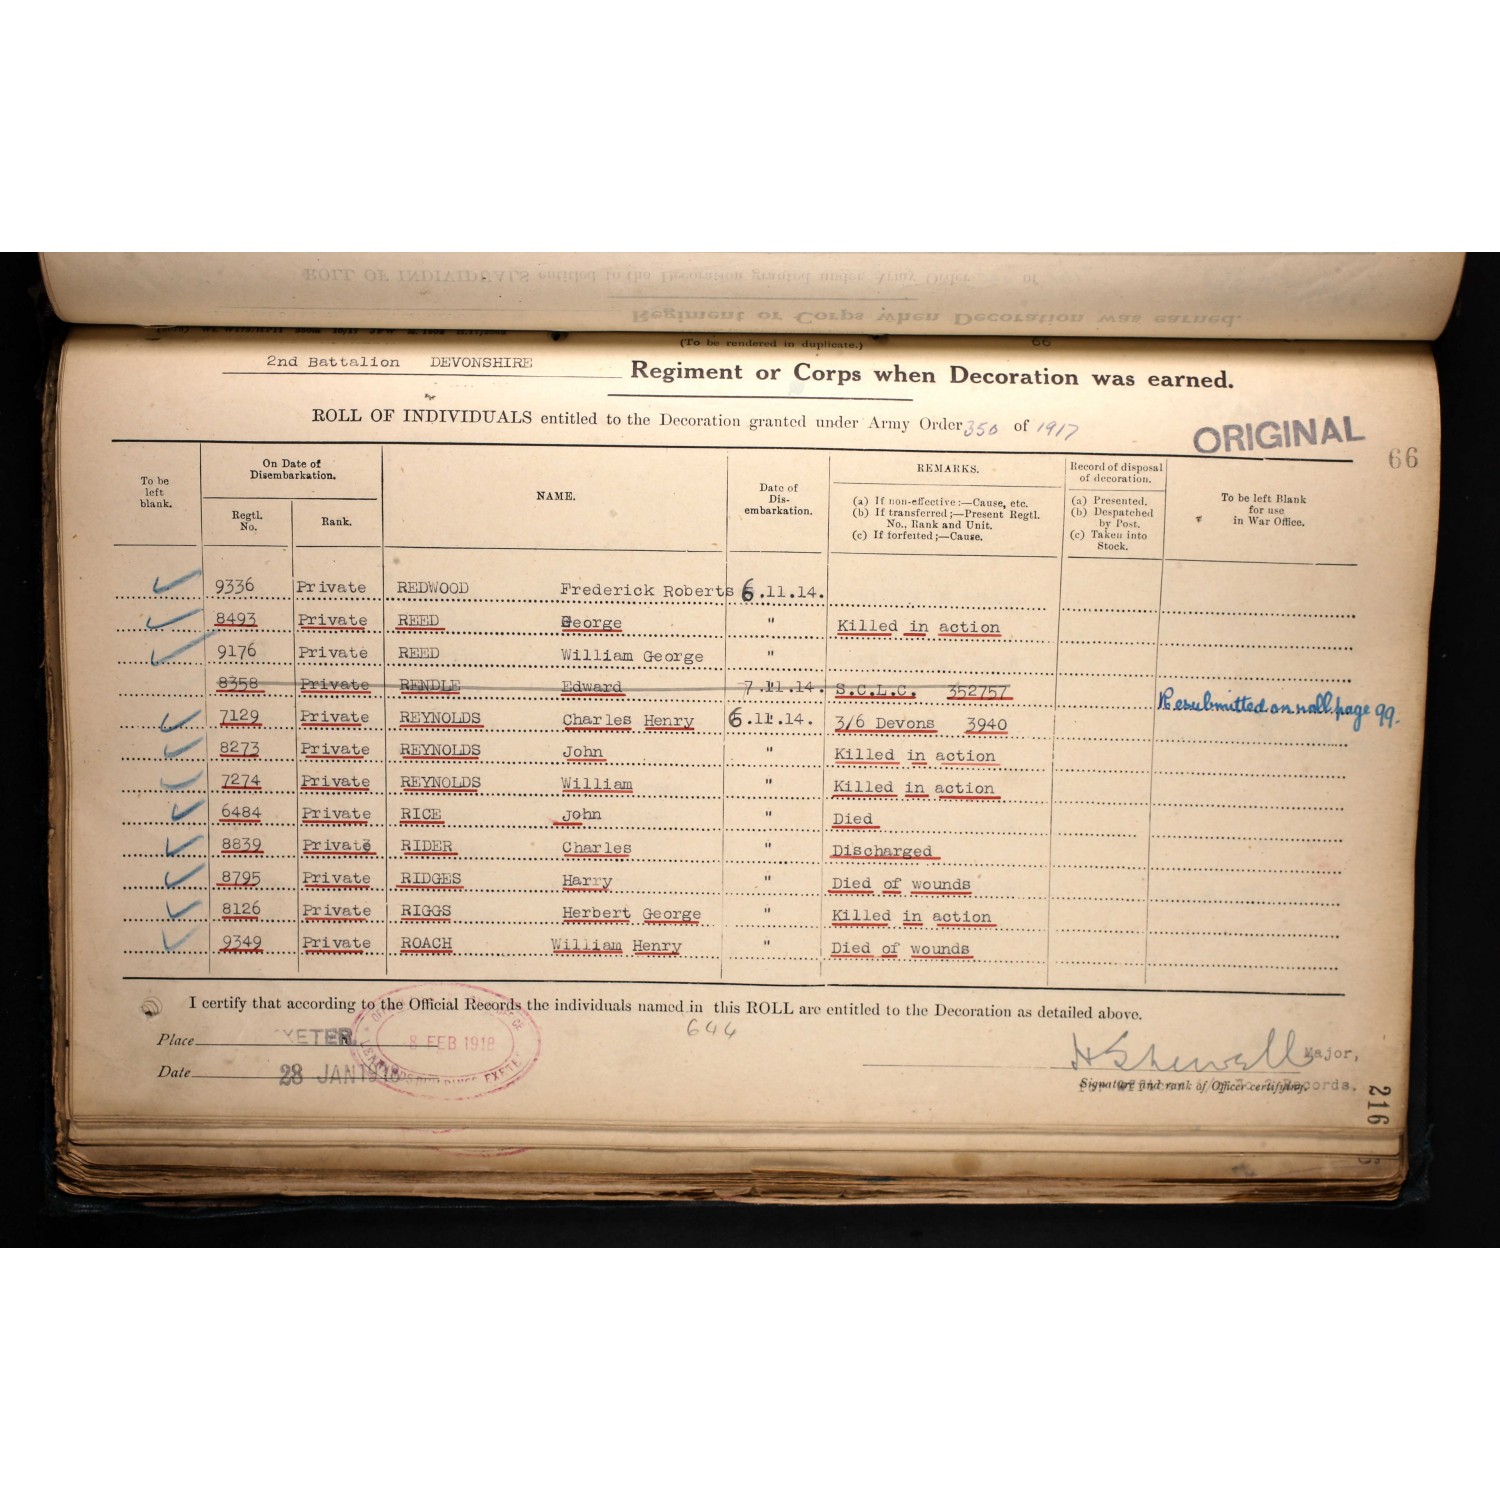 (To be rendered in duplicate.) 66
2nd Battalion DEVONSHIRE Regiment or Corps when Decoration was earned.
ROLL OF INDIVIDUALS entitled to the Decoration granted under Army Order 350 of 1917
ORIGINAL
66
To be left blank.
On Date of Disembarkation.
Regtl. No.
Rank.
NAME.
Date of Dis-embarkation.
REMARKS.
(a) If non-effective:—Cause, etc.
(b) If transferred;—Present Regtl. No., Rank and Unit.
(c) If forfeited;—Cause.
Record of disposal of decoration.
(a) Presented.
(b) Despatched by Post.
(c) Taken into Stock.
To be left Blank for use in War Office.
9336 Private REDWOOD Frederick Roberts 6.11.14.
8493 Private REED George " Killed in action
9176 Private REED William George "
8358 Private RENDLE Edward 7.11.14. S.C.L.C. 352757 Resubmitted on roll page 99.
7129 Private REYNOLDS Charles Henry 6.11.14. 3/6 Devons 3940
8273 Private REYNOLDS John " Killed in action
7274 Private REYNOLDS William " Killed in action
6484 Private RICE John " Died
8839 Private RIDER Charles " Discharged
8795 Private RIDGES Harry " Died of wounds
8126 Private RIGGS Herbert George " Killed in action
9349 Private ROACH William Henry " Died of wounds
I certify that according to the Official Records the individuals named in this ROLL are entitled to the Decoration as detailed above.
644
Place EXETER
8 FEB 1918
Date 28 JAN 1918
Major,
Signature and rank of Officer certifying.
Records.
216